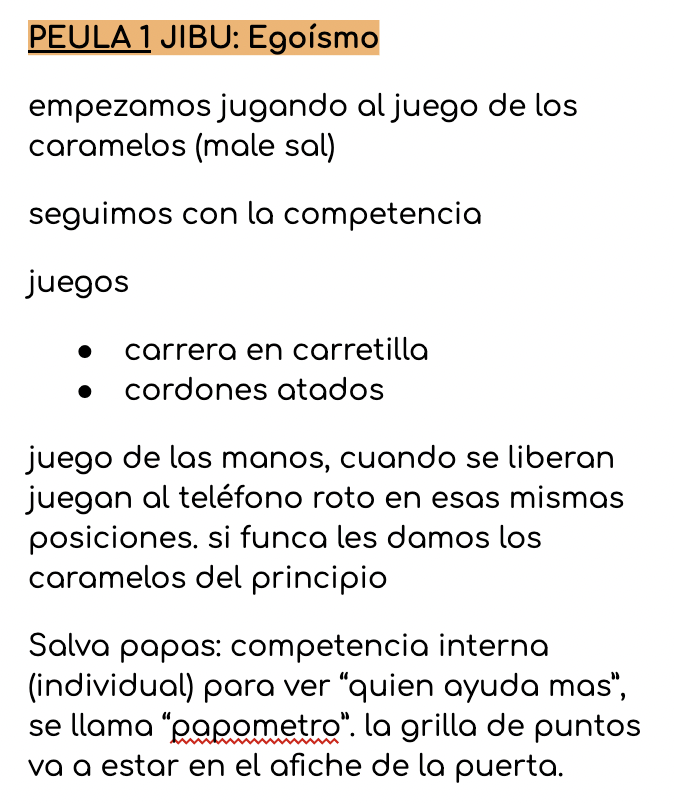 PEULA 1 JIBU: Egoísmo
empezamos jugando al juego de los
caramelos (male sal)
seguimos con la competencia
juegos
● carrera en carretilla
● cordones atados
juego de las manos, cuando se liberan
juegan al teléfono roto en esas mismas
posiciones. si funca les damos los
caramelos del principio
Salva papas: competencia interna
(individual) para ver “quien ayuda mas”,
se llama “papometro”. la grilla de puntos
va a estar en el afiche de la puerta.